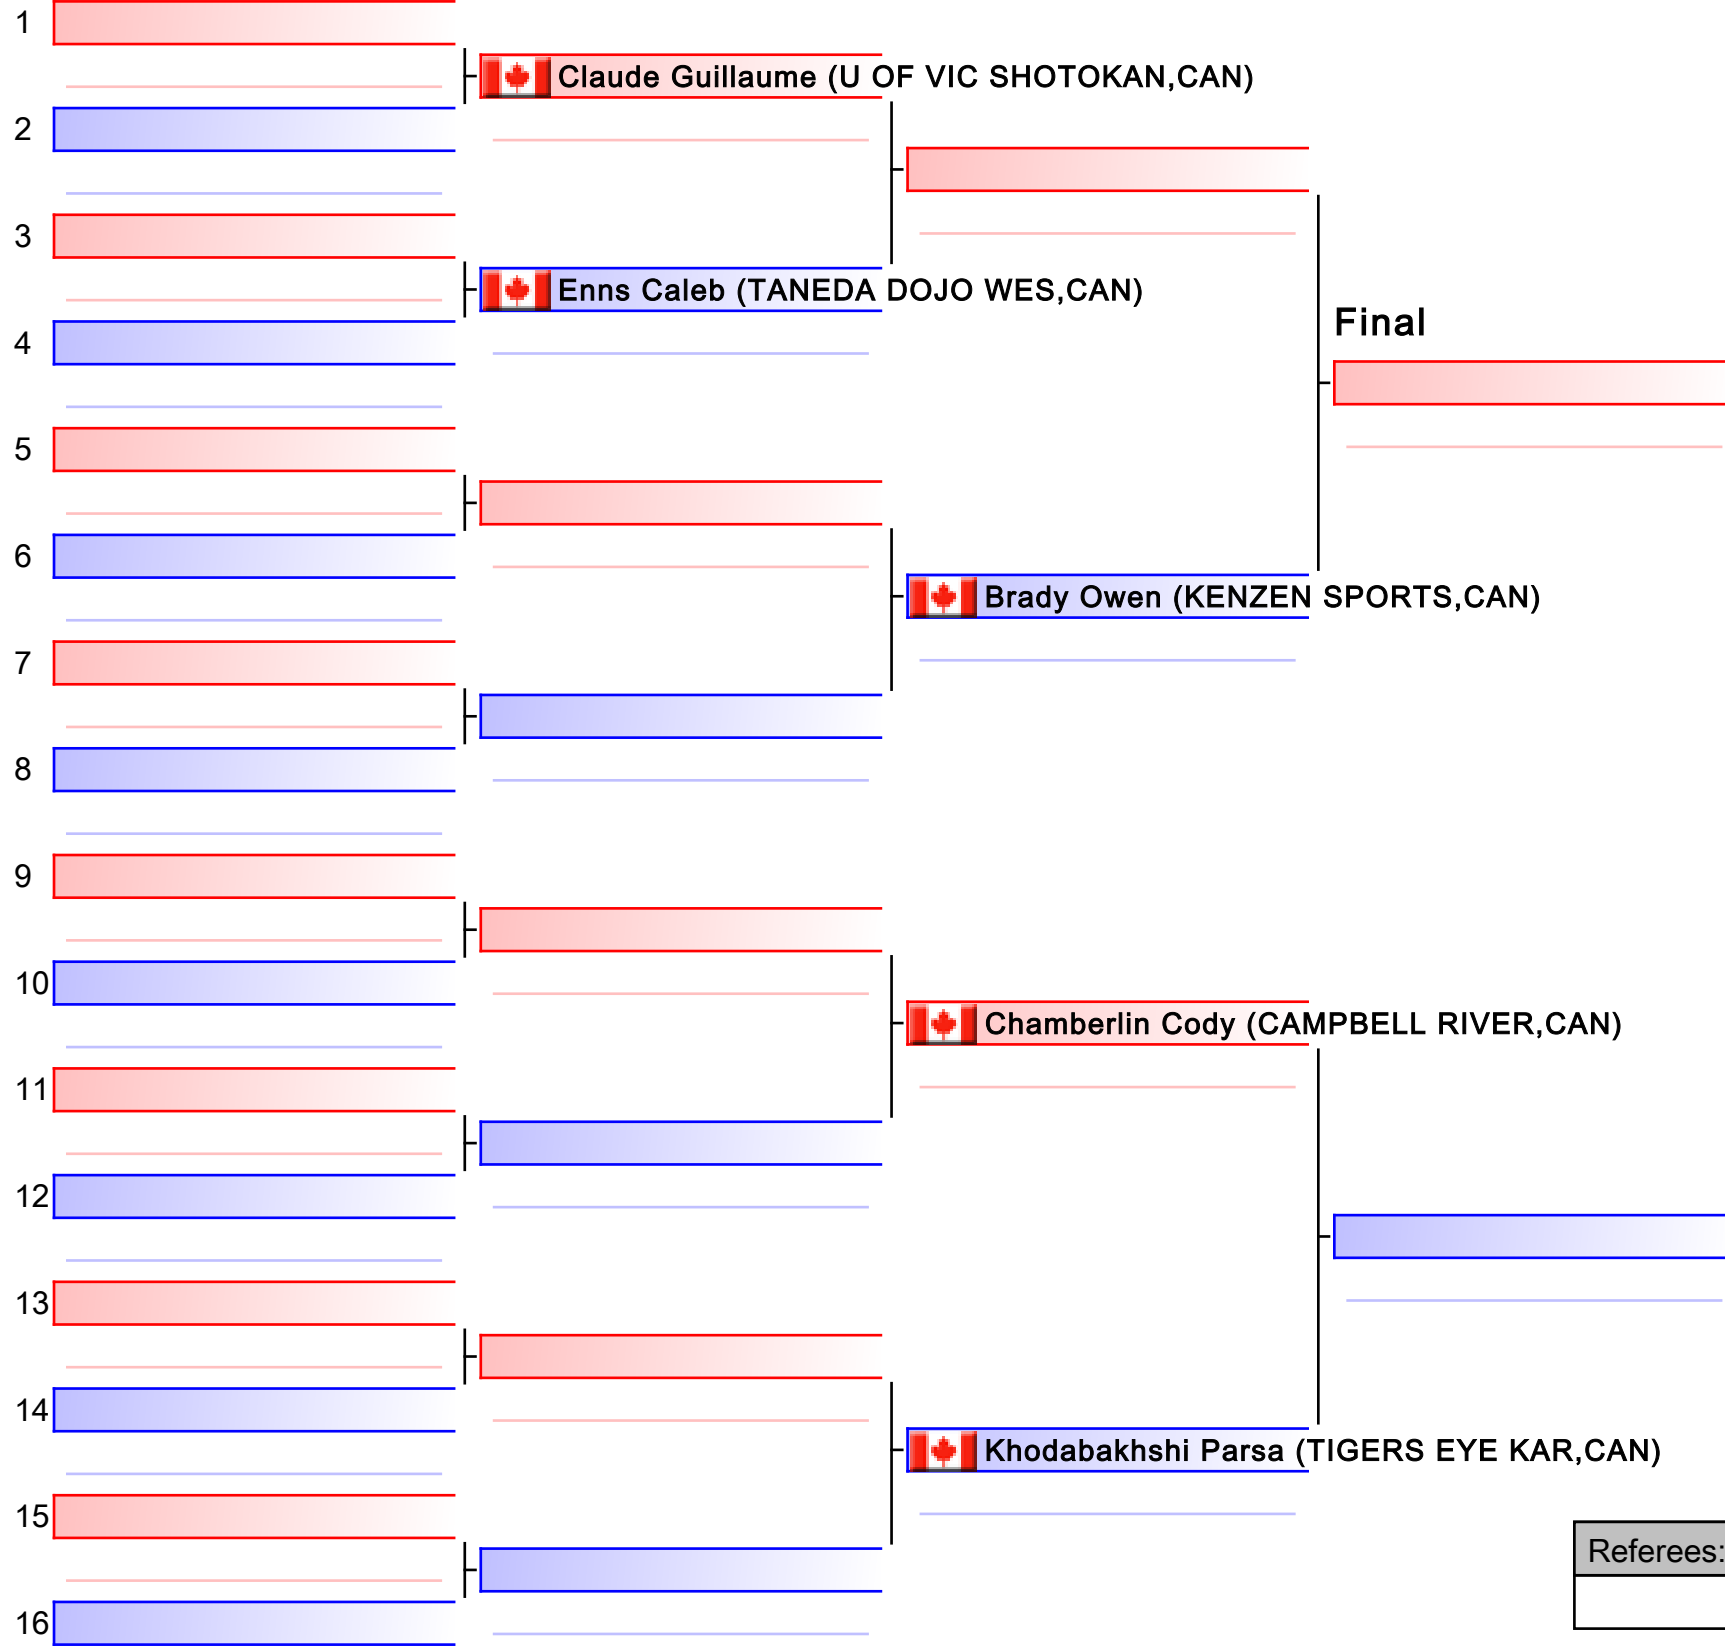 1
Claude Guillaume (U OF VIC SHOTOKAN,CAN)
2
3
Enns Caleb (TANEDA DOJO WES,CAN)
4
Final
5
6
Brady Owen (KENZEN SPORTS,CAN)
7
8
9
10
Chamberlin Cody (CAMPBELL RIVER,CAN)
11
12
13
14
Khodabakhshi Parsa (TIGERS EYE KAR,CAN)
15
Referees:
16